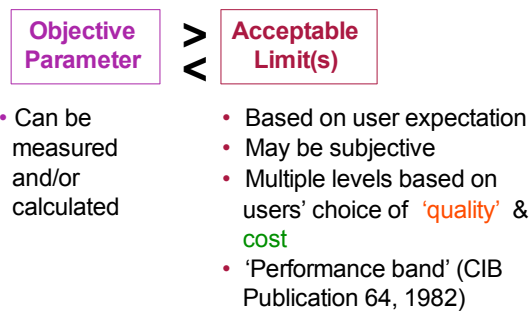 Objective
Parameter
>
<
Acceptable
Limit(s)
• Can be
measured
and/or
calculated
• Based on user expectation
• May be subjective
• Multiple levels based on
users’ choice of ‘quality’ &
cost
• ‘Performance band’ (CIB
Publication 64, 1982)